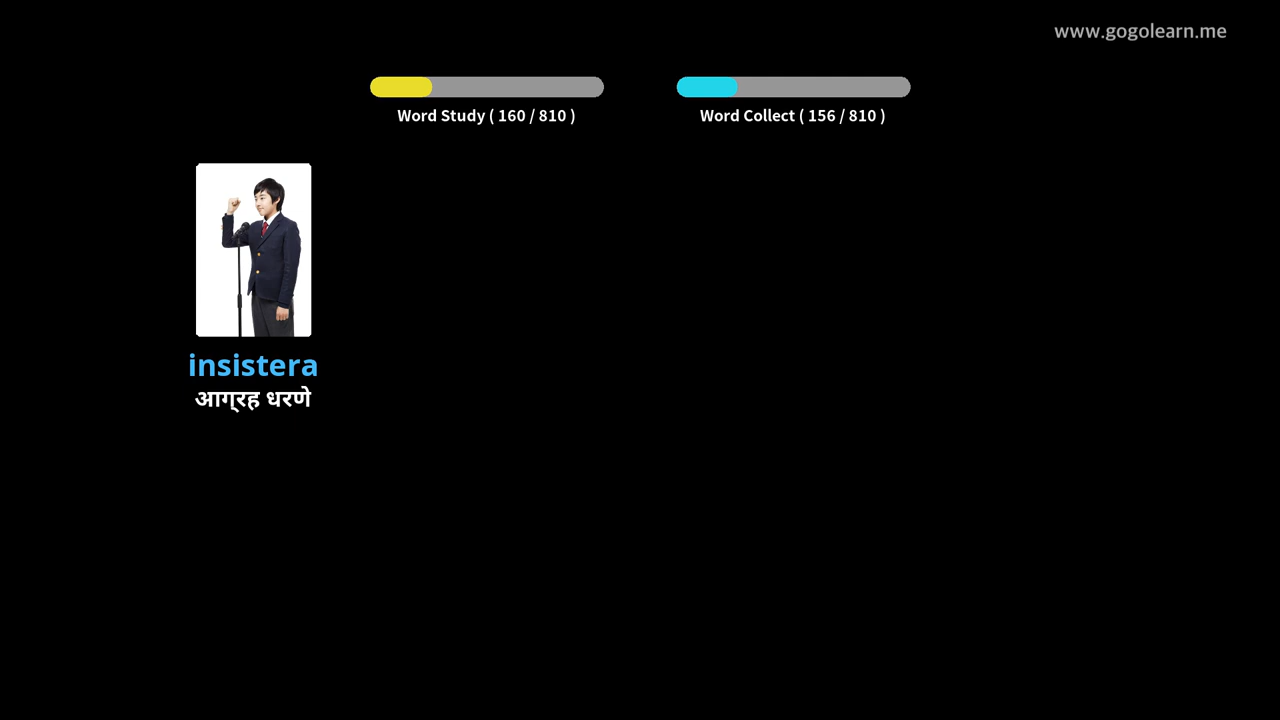 www.gogolearn.me
Word Study ( 160 / 810 )
Word Collect ( 156 / 810 )
insistera
आग्रह धरणे